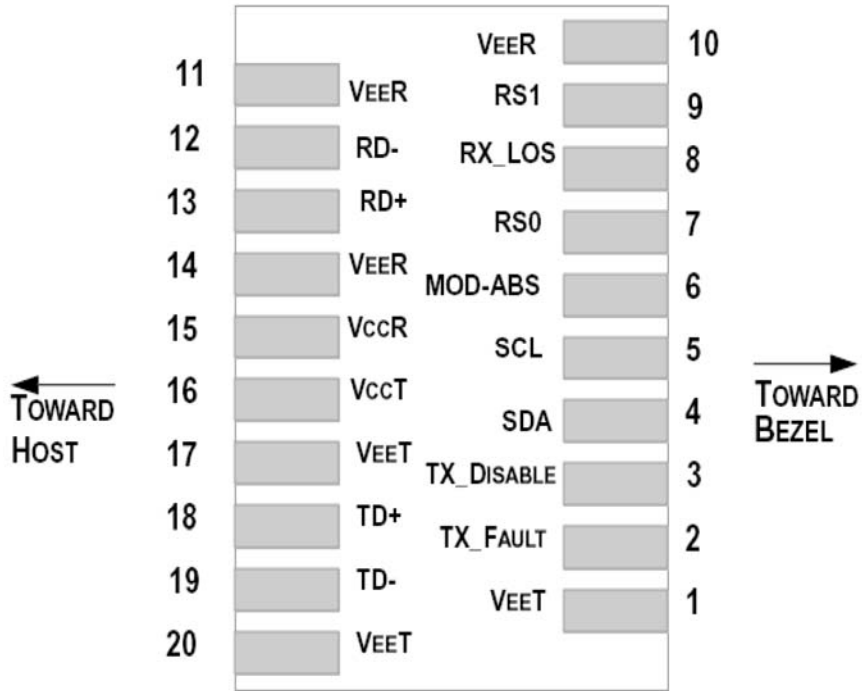 VEER 10
11 VEER
RS1 9
12 RD-
RX_LOS 8
13 RD+
RS0 7
14 VEER
MOD-ABS 6
15 VCCR
SCL 5
16 VCCT
TOWARD
HOST
TOWARD
BEZEL
SDA 4
17 VEET
TX_DISABLE 3
18 TD+
TX_FAULT 2
19 TD-
VEET 1
20 VEET